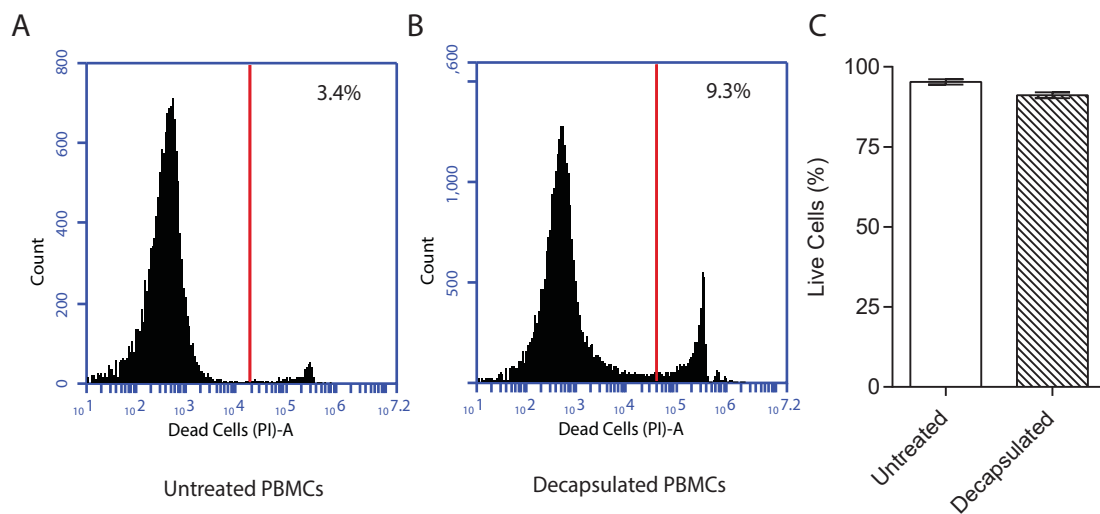 A
800
600
400
200
0
Count
3.4%
10 1
10 2
10 3
10 4
10 5
10 6
10 7.2
Dead Cells (PI)-A
Untreated PBMCs
B
,600
1,000
500
Count
9.3%
10 1
10 2
10 3
10 4
10 5
10 6
10 7.2
Dead Cells (PI)-A
Decapsulated PBMCs
C
100
75
50
25
0
Live Cells (%)
Untreated
Decapsulated